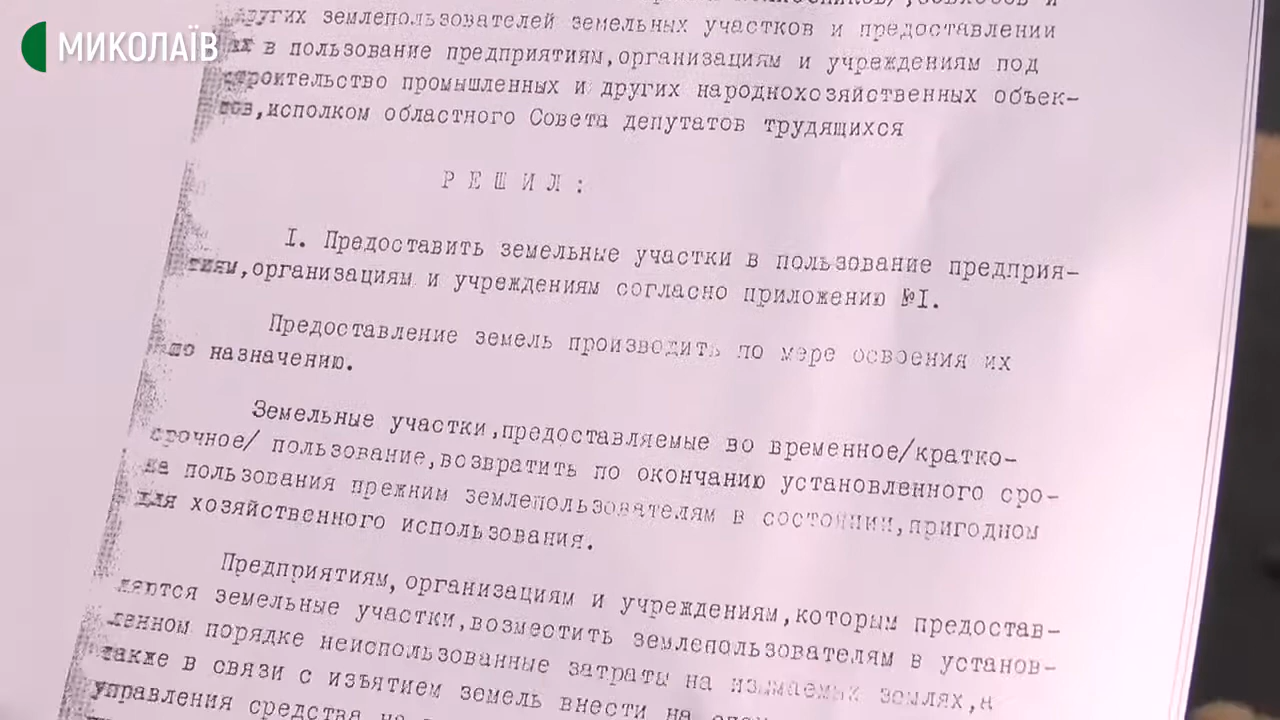 МИКОЛАЇВ
других землепользователей земельных участков и предоставлении
их в пользование предприятиям,организациям и учреждениям под
строительство промышленных и других народнохозяйственных объек-
тов,исполком областного Совета депутатов трудящихся
РЕШИЛ:
I. Предоставить земельные участки в пользование предприя-
тиям,организациям и учреждениям согласно приложению №I.
Предоставление земель производить по мере освоения их
по назначению.
Земельные участки,предоставляемые во временное/кратко-
срочное/ пользование,возвратить по окончанию установленного сро-
ка пользования прежним землепользователям в состоянии,пригодном
для хозяйственного использования.
Предприятиям,организациям и учреждениям,которым предостав-
ляются земельные участки,возместить землепользователям в установ-
ленном порядке неиспользованные затраты на изымаемых землях,а
также в связи с изъятием земель внести на
управления средства на